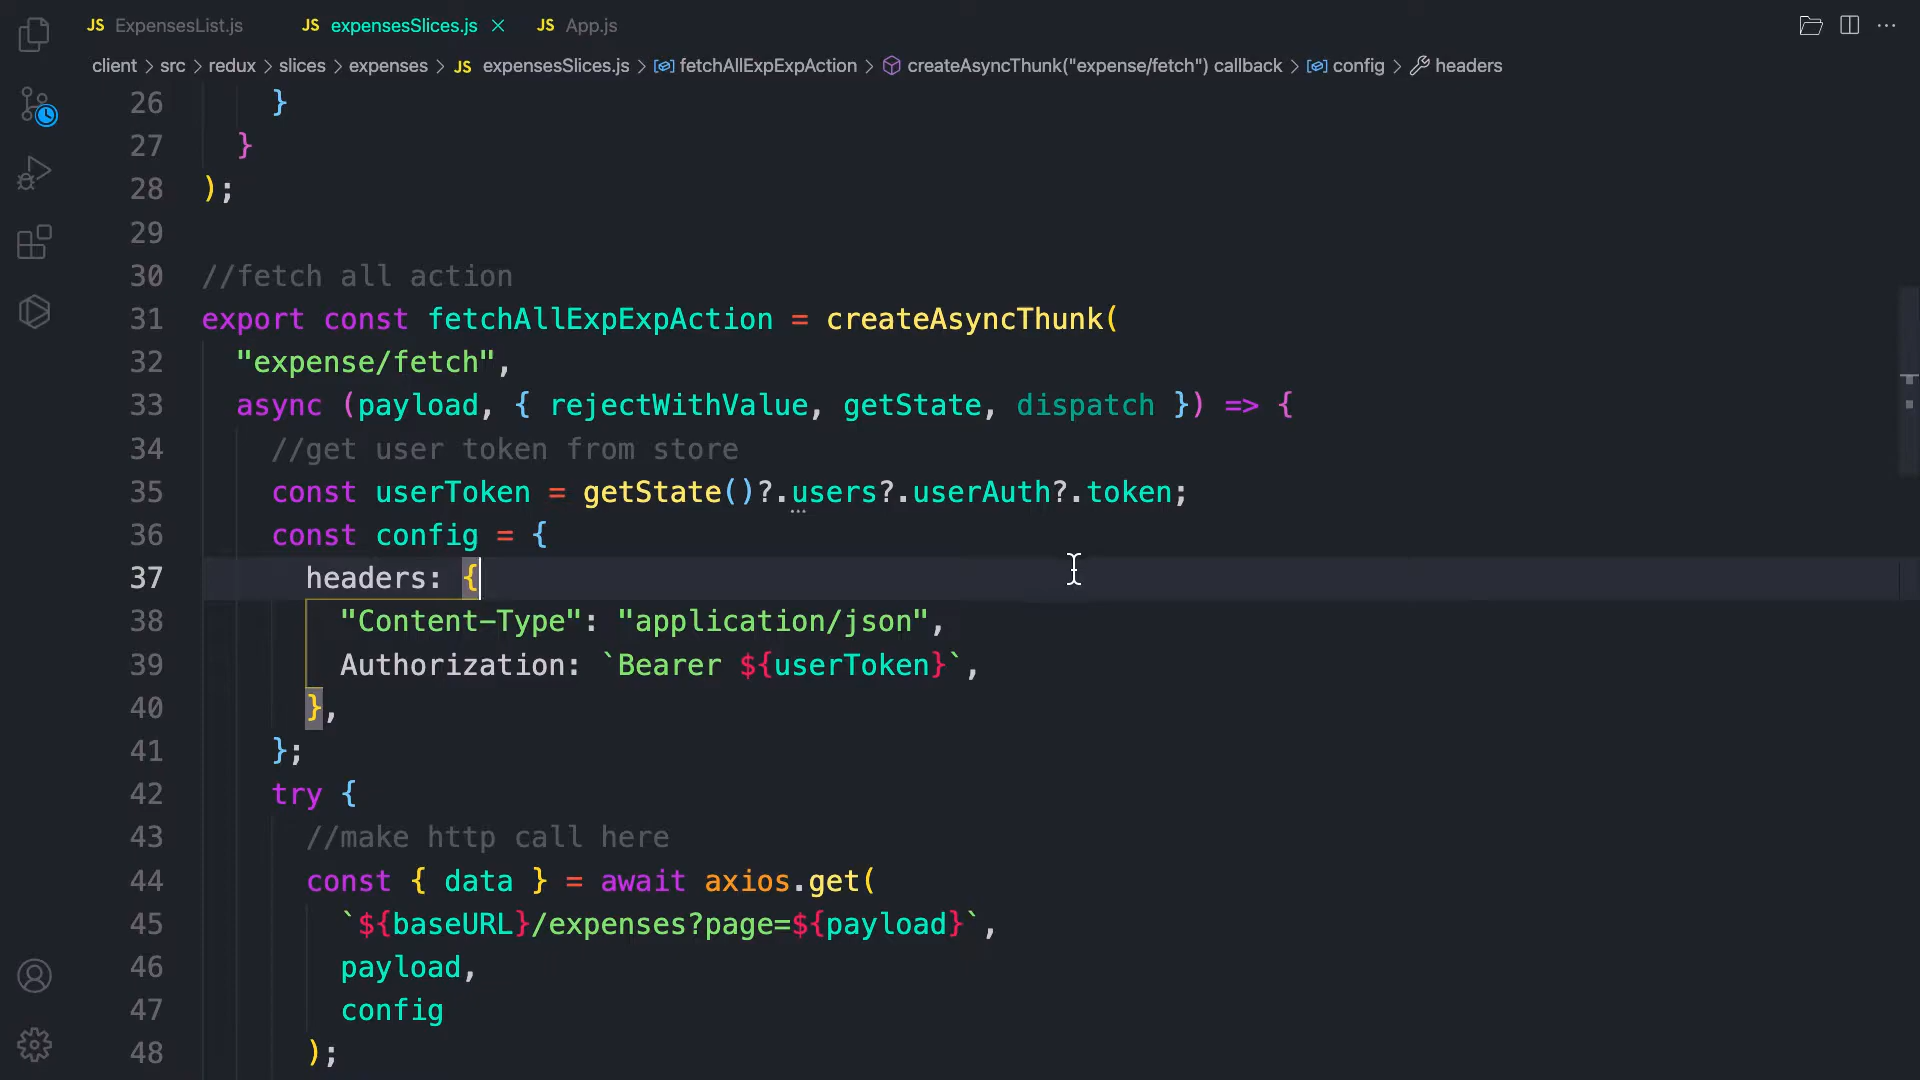 JS ExpensesList.js JS expensesSlices.js × JS App.js
client > src > redux > slices > expenses > JS expensesSlices.js > fetchAllExpExpAction > createAsyncThunk("expense/fetch") callback > config > headers
26 }
27 }
28 );
29
30 //fetch all action
31 export const fetchAllExpExpAction = createAsyncThunk(
32 "expense/fetch",
33 async (payload, { rejectWithValue, getState, dispatch }) => {
34 //get user token from store
35 const userToken = getState()?.users?.userAuth?.token;
36 const config = {
37 headers: {
38 "Content-Type": "application/json",
39 Authorization: `Bearer ${userToken}`,
40 },
41 };
42 try {
43 //make http call here
44 const { data } = await axios.get(
45 `${baseURL}/expenses?page=${payload}`,
46 payload,
47 config
48 );